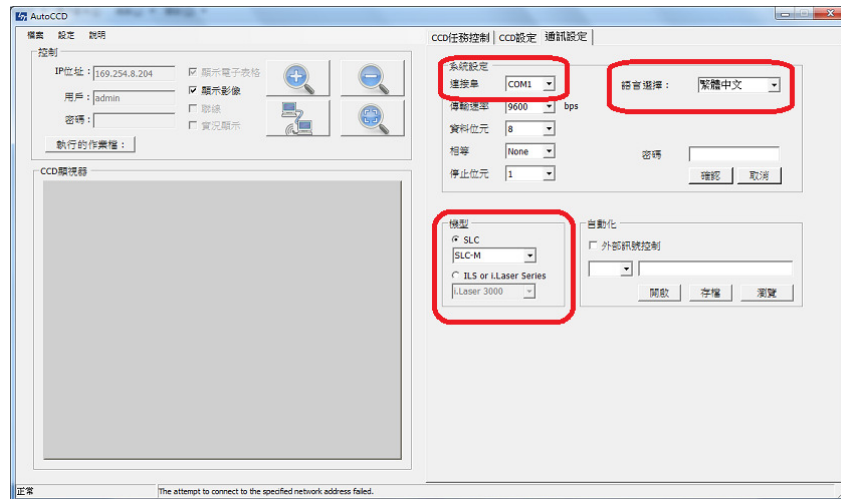 AutoCCD
檔案 設定 說明
控制
IP位址： 169.254.8.204
顯示電子表格
用戶： admin
顯示影像
聯線
密碼：
實況顯示
執行的作業檔：
CCD顯視器
CCD任務控制 CCD設定 通訊設定
系統設定
連接阜 COM1
語言選擇： 繁體中文
傳輸速率 9600 bps
資料位元 8
相等 None
密碼
停止位元 1
確認 取消
機型
SLC
SLC-M
ILS or i.Laser Series
i.Laser 3000
自動化
外部訊號控制
開啟 存檔 瀏覽
正常 The attempt to connect to the specified network address failed.